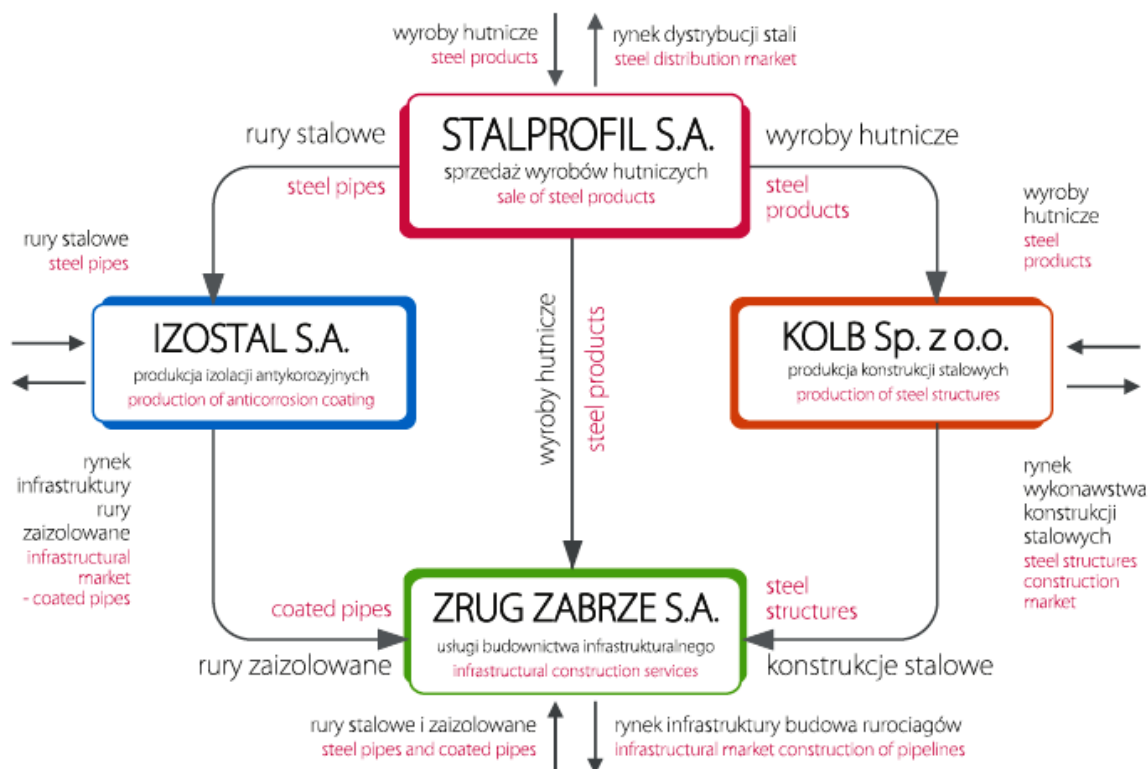 wyroby hutnicze
steel products
rynek dystrybucji stali
steel distribution market
STALPROFIL S.A.
sprzedaż wyrobów hutniczych
sale of steel products
rury stalowe
steel pipes
wyroby hutnicze
steel
products
rury stalowe
steel pipes
wyroby
hutnicze
steel
products
IZOSTAL S.A.
produkcja izolacji antykorozyjnych
production of anticorrosion coating
wyroby hutnicze
steel products
KOLB Sp. z o.o.
produkcja konstrukcji stalowych
production of steel structures
rynek
infrastruktury
rury
zaizolowane
infrastructural
market
- coated pipes
rynek
wykonawstwa
konstrukcji
stalowych
steel structures
construction
market
coated pipes
rury zaizolowane
ZRUG ZABRZE S.A.
usługi budownictwa infrastrukturalnego
infrastructural construction services
steel
structures
konstrukcje stalowe
rury stalowe i zaizolowane
steel pipes and coated pipes
rynek infrastruktury budowa rurociągów
infrastructural market construction of pipelines